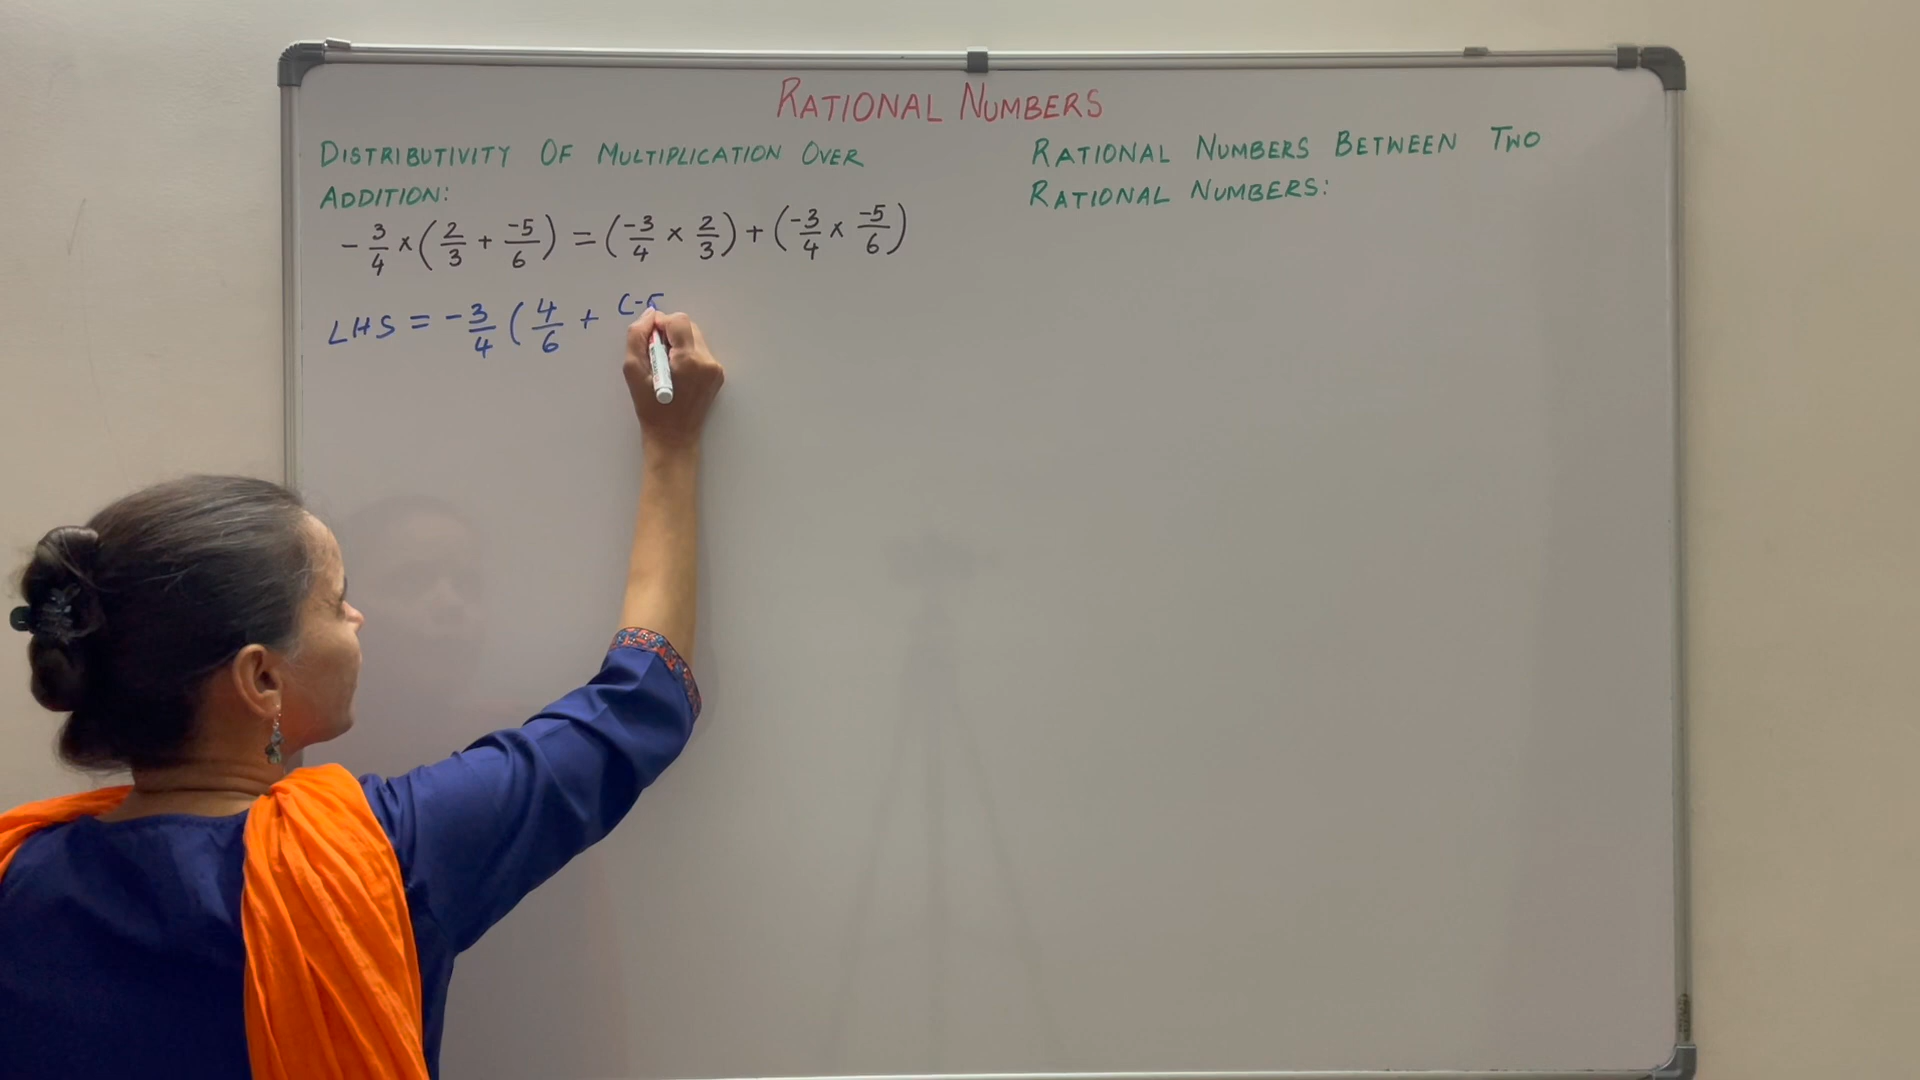 RATIONAL NUMBERS
DISTRIBUTIVITY OF MULTIPLICATION OVER
ADDITION:
-3/4 × (2/3 + -5/6) = (-3/4 × 2/3) + (-3/4 × -5/6)
LHS = -3/4 (4/6 + (-5
RATIONAL NUMBERS BETWEEN TWO
RATIONAL NUMBERS: